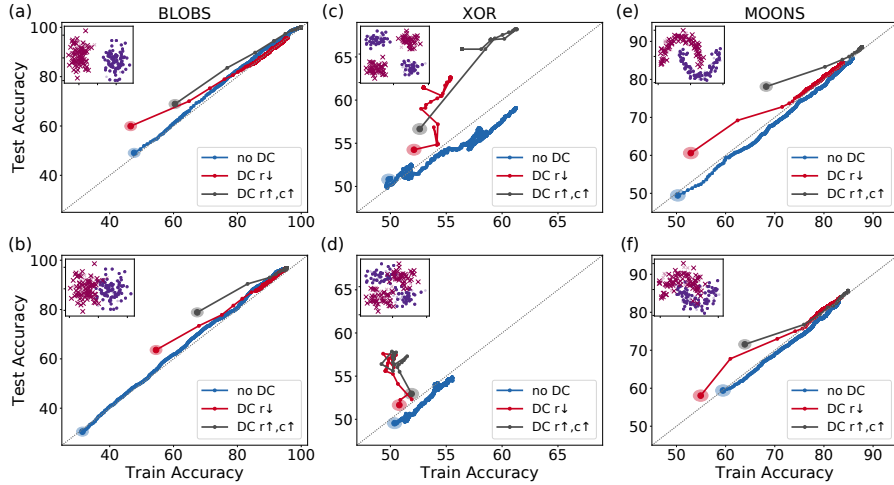 BLOBS
XOR
MOONS
(a)
(c)
(e)
Test Accuracy
100
80
60
40
no DC
DC r↓
DC r↑,c↑
40
60
80
100
65
60
55
50
no DC
DC r↓
DC r↑,c↑
50
55
60
65
90
80
70
60
50
no DC
DC r↓
DC r↑,c↑
50
60
70
80
90
(b)
(d)
(f)
Test Accuracy
100
80
60
40
no DC
DC r↓
DC r↑,c↑
40
60
80
100
Train Accuracy
65
60
55
50
no DC
DC r↓
DC r↑,c↑
50
55
60
65
Train Accuracy
90
80
70
60
50
no DC
DC r↓
DC r↑,c↑
50
60
70
80
90
Train Accuracy